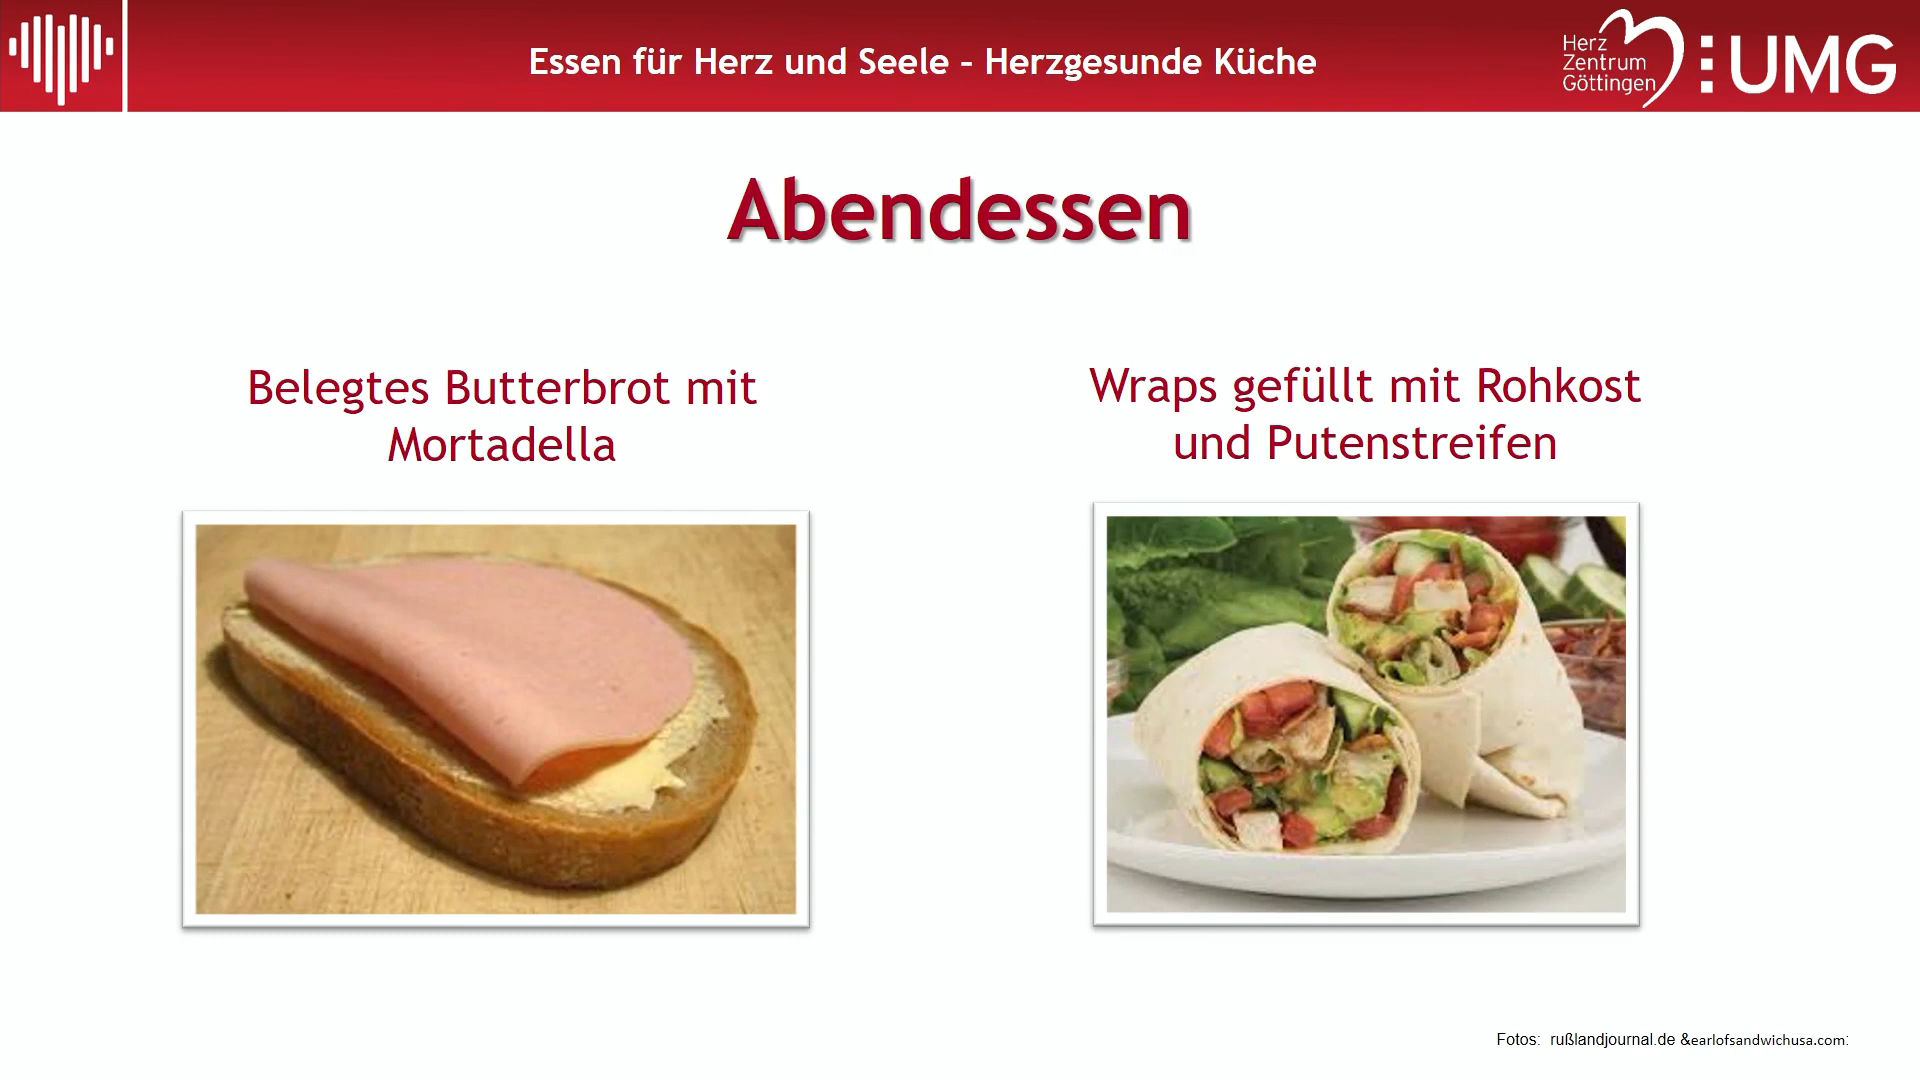 Essen für Herz und Seele – Herzgesunde Küche
Herz
Zentrum
Göttingen
UMG
Abendessen
Belegtes Butterbrot mit
Mortadella
Wraps gefüllt mit Rohkost
und Putenstreifen
Fotos: rußlandjournal.de &earlofsandwichusa.com: